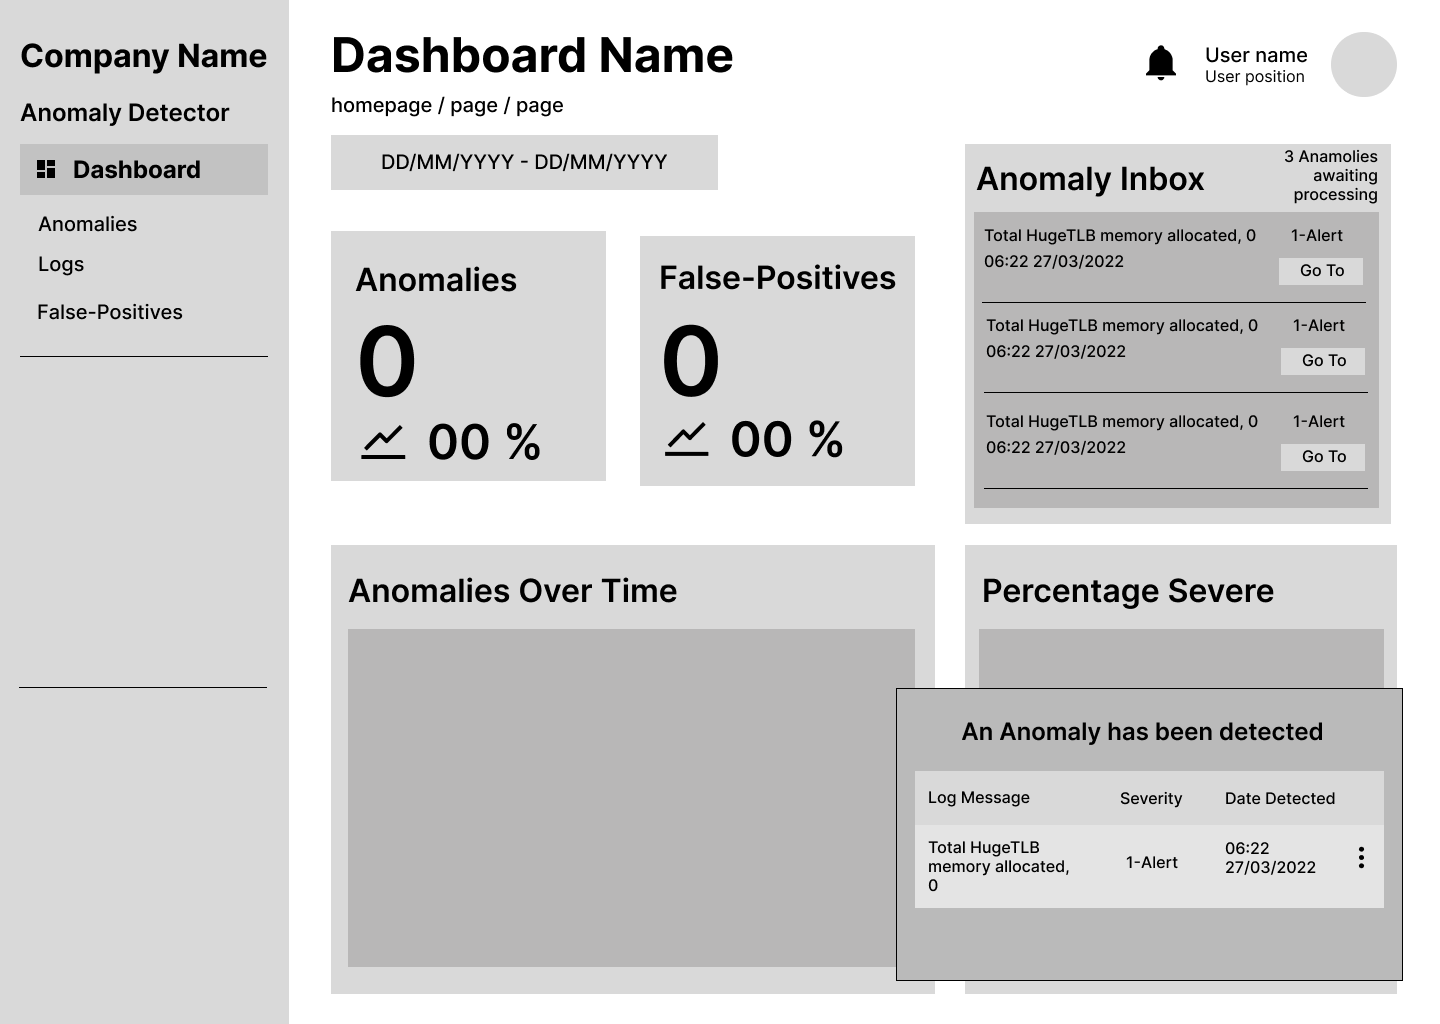 Company Name
Anomaly Detector
Dashboard
Anomalies
Logs
False-Positives
Dashboard Name
homepage / page / page
User name
User position
DD/MM/YYYY - DD/MM/YYYY
Anomalies
0
00 %
False-Positives
0
00 %
Anomaly Inbox
3 Anamolies
awaiting
processing
Total HugeTLB memory allocated, 0
1-Alert
06:22 27/03/2022
Go To
Total HugeTLB memory allocated, 0
1-Alert
06:22 27/03/2022
Go To
Total HugeTLB memory allocated, 0
1-Alert
06:22 27/03/2022
Go To
Anomalies Over Time
Percentage Severe
An Anomaly has been detected
Log Message
Severity
Date Detected
Total HugeTLB
memory allocated,
0
1-Alert
06:22
27/03/2022